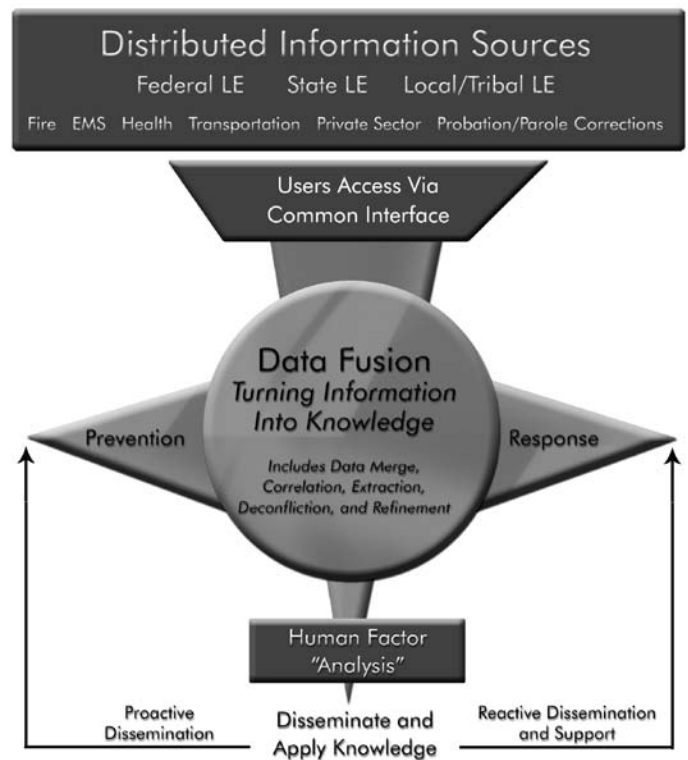 Distributed Information Sources
Federal LE State LE Local/Tribal LE
Fire EMS Health Transportation Private Sector Probation/Parole Corrections
Users Access Via
Common Interface
Data Fusion
Turning Information
Into Knowledge
Includes Data Merge,
Correlation, Extraction,
Deconfliction, and Refinement
Prevention
Response
Human Factor
"Analysis"
Proactive
Dissemination
Disseminate and
Apply Knowledge
Reactive Dissemination
and Support